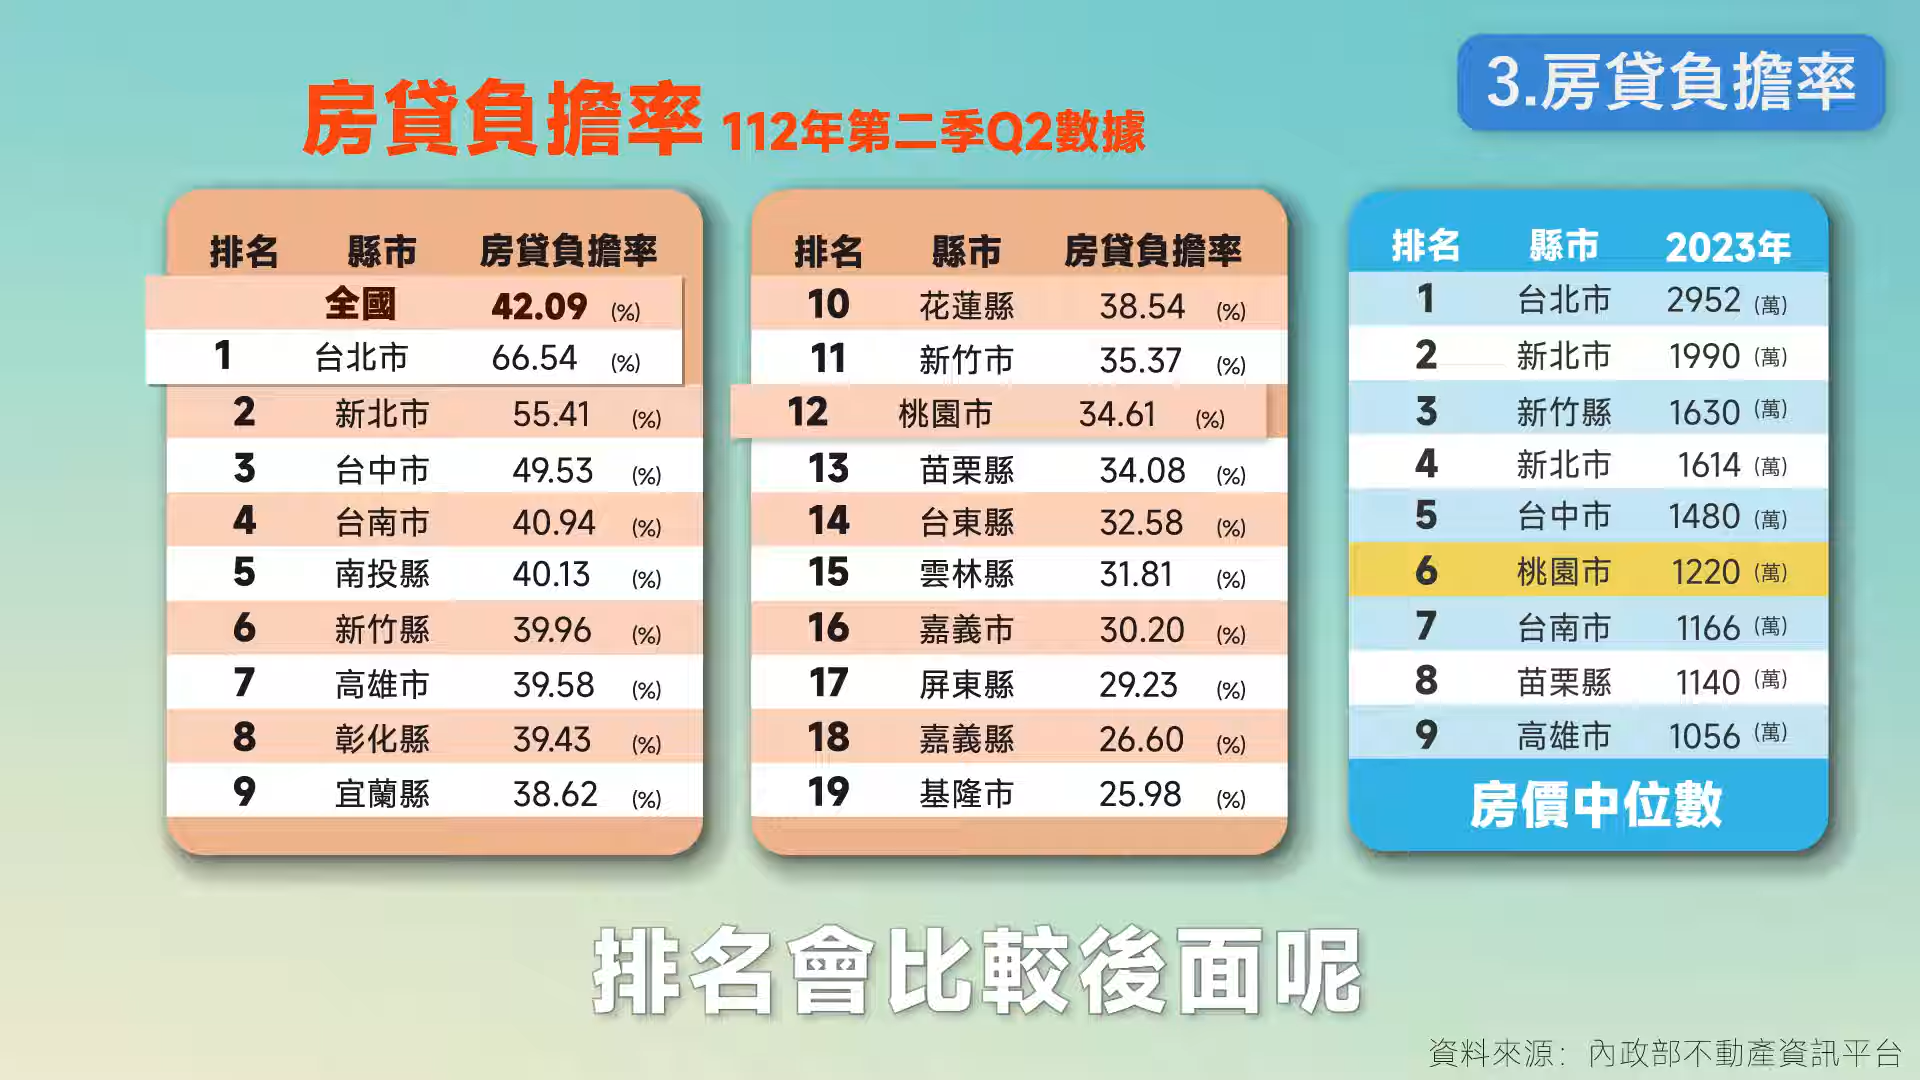 3.房貸負擔率
房貸負擔率 112年第二季Q2數據
排名 縣市 房貸負擔率
全國 42.09 (%)
1 台北市 66.54 (%)
2 新北市 55.41 (%)
3 台中市 49.53 (%)
4 台南市 40.94 (%)
5 南投縣 40.13 (%)
6 新竹縣 39.96 (%)
7 高雄市 39.58 (%)
8 彰化縣 39.43 (%)
9 宜蘭縣 38.62 (%)
排名 縣市 房貸負擔率
10 花蓮縣 38.54 (%)
11 新竹市 35.37 (%)
12 桃園市 34.61 (%)
13 苗栗縣 34.08 (%)
14 台東縣 32.58 (%)
15 雲林縣 31.81 (%)
16 嘉義市 30.20 (%)
17 屏東縣 29.23 (%)
18 嘉義縣 26.60 (%)
19 基隆市 25.98 (%)
排名 縣市 2023年
1 台北市 2952 (萬)
2 新北市 1990 (萬)
3 新竹縣 1630 (萬)
4 新北市 1614 (萬)
5 台中市 1480 (萬)
6 桃園市 1220 (萬)
7 台南市 1166 (萬)
8 苗栗縣 1140 (萬)
9 高雄市 1056 (萬)
房價中位數
排名會比較後面呢
資料來源：內政部不動產資訊平台